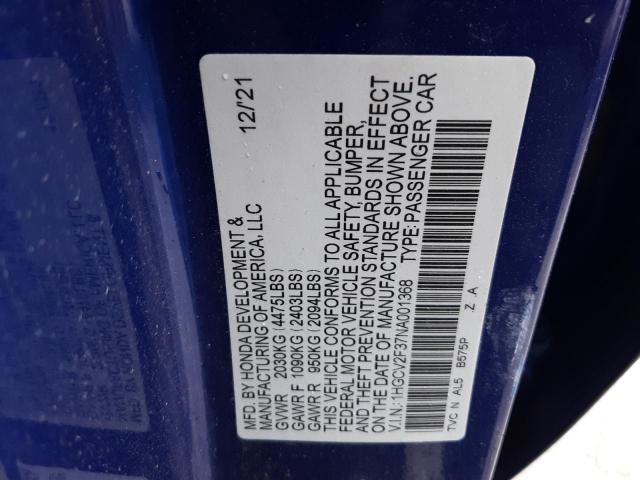 MFD. BY HONDA DEVELOPMENT & 12/'21
MANUFACTURING OF AMERICA, LLC
GVWR 2030KG (4475LBS)
GAWR F 1090KG (2403LBS)
GAWR R 950KG (2094LBS)
THIS VEHICLE CONFORMS TO ALL APPLICABLE
FEDERAL MOTOR VEHICLE SAFETY, BUMPER,
AND THEFT PREVENTION STANDARDS IN EFFECT
ON THE DATE OF MANUFACTURE SHOWN ABOVE.
V.I.N.: 1HGCV2F37NA001368 TYPE: PASSENGER CAR
TVC N AL5 B575P .Z .A